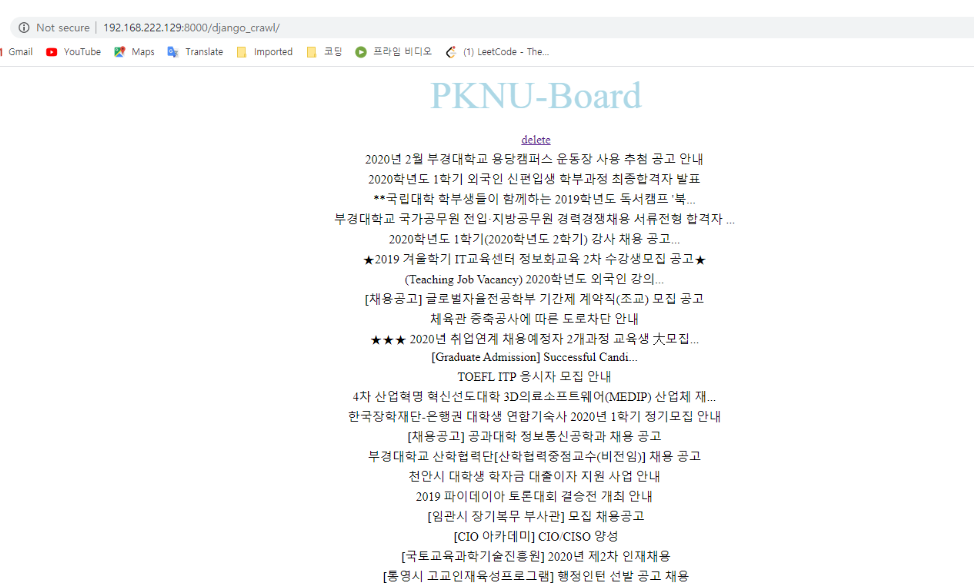 Not secure | 192.168.222.129:8000/django_crawl/
Gmail YouTube Maps Translate Imported 코딩 프라임 비디오 (1) LeetCode - The...
PKNU-Board
delete
2020년 2월 부경대학교 용당캠퍼스 운동장 사용 추첨 공고 안내
2020학년도 1학기 외국인 신편입생 학부과정 최종합격자 발표
**국립대학 학부생들이 함께하는 2019학년도 독서캠프 '북...
부경대학교 국가공무원 전입·지방공무원 경력경쟁채용 서류전형 합격자 ...
2020학년도 1학기(2020학년도 2학기) 강사 채용 공고...
★2019 겨울학기 IT교육센터 정보화교육 2차 수강생모집 공고★
(Teaching Job Vacancy) 2020학년도 외국인 강의...
[채용공고] 글로벌자율전공학부 기간제 계약직(조교) 모집 공고
체육관 증축공사에 따른 도로차단 안내
★★★ 2020년 취업연계 채용예정자 2개과정 교육생 大모집...
[Graduate Admission] Successful Candi...
TOEFL ITP 응시자 모집 안내
4차 산업혁명 혁신선도대학 3D의료소프트웨어(MEDIP) 산업체 재...
한국장학재단-은행권 대학생 연합기숙사 2020년 1학기 정기모집 안내
[채용공고] 공과대학 정보통신공학과 채용 공고
부경대학교 산학협력단[산학협력중점교수(비전임)] 채용 공고
천안시 대학생 학자금 대출이자 지원 사업 안내
2019 파이데이아 토론대회 결승전 개최 안내
[임관시 장기복무 부사관] 모집 채용공고
[CIO 아카데미] CIO/CISO 양성
[국토교육과학기술진흥원] 2020년 제2차 인재채용
[통영시 고교인재육성프로그램] 행정인턴 선발 공고 채용